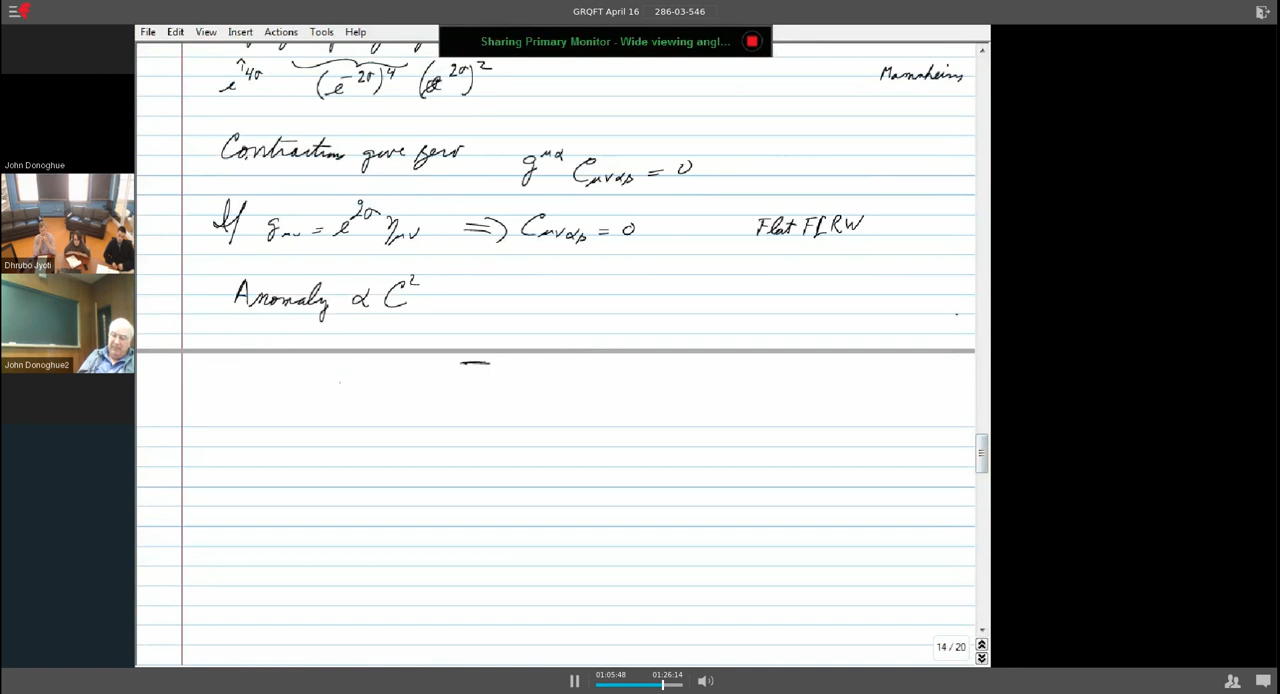 GRQFT April 16 286-03-546
File Edit View Insert Actions Tools Help
Sharing Primary Monitor - Wide viewing angl...
e^{4σ} (e^{-2σ})^4 (e^{2σ})^2 Mannheim
John Donoghue
Contractions give zero g^{μα} C_{μναβ} = 0
If g_{μν} = e^{2σ} η_{μν} ⇒ C_{μναβ} = 0 Flat FLRW
Dhrubo Jyoti
Anomaly ∝ C^2
John Donoghue2
14 / 20
01:05:48 01:26:14